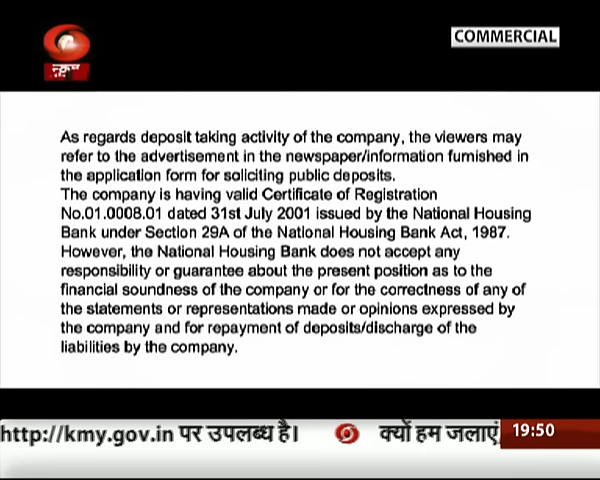 न्यूज़
COMMERCIAL
As regards deposit taking activity of the company, the viewers may
refer to the advertisement in the newspaper/information furnished in
the application form for soliciting public deposits.
The company is having valid Certificate of Registration
No.01.0008.01 dated 31st July 2001 issued by the National Housing
Bank under Section 29A of the National Housing Bank Act, 1987.
However, the National Housing Bank does not accept any
responsibility or guarantee about the present position as to the
financial soundness of the company or for the correctness of any of
the statements or representations made or opinions expressed by
the company and for repayment of deposits/discharge of the
liabilities by the company.
http://kmy.gov.in पर उपलब्ध है। क्यों हम जलाएं
19:50